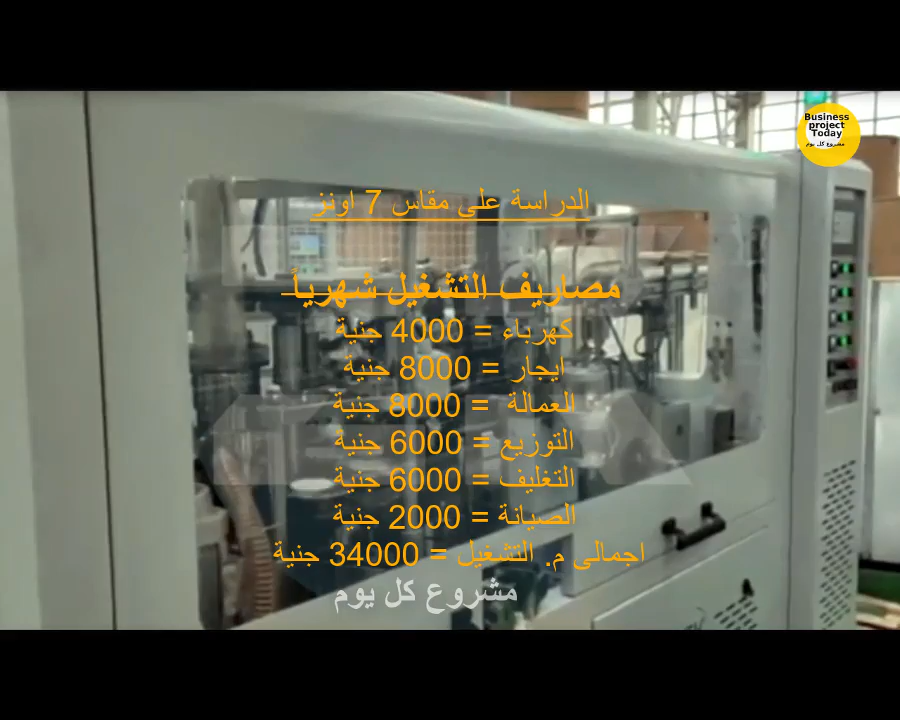 Business
project
Today
مشروع كل يوم
الدراسة على مقاس 7 اونز
مصاريف التشغيل شهرياً
كهرباء = 4000 جنية
ايجار = 8000 جنية
العمالة = 8000 جنية
التوزيع = 6000 جنية
التغليف = 6000 جنية
الصيانة = 2000 جنية
اجمالى م. التشغيل = 34000 جنية
مشروع كل يوم